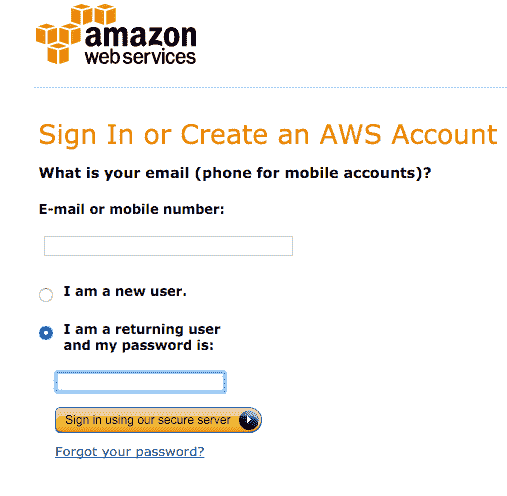 amazon
web services
Sign In or Create an AWS Account
What is your email (phone for mobile accounts)?
E-mail or mobile number:
I am a new user.
I am a returning user
and my password is:
Sign in using our secure server
Forgot your password?